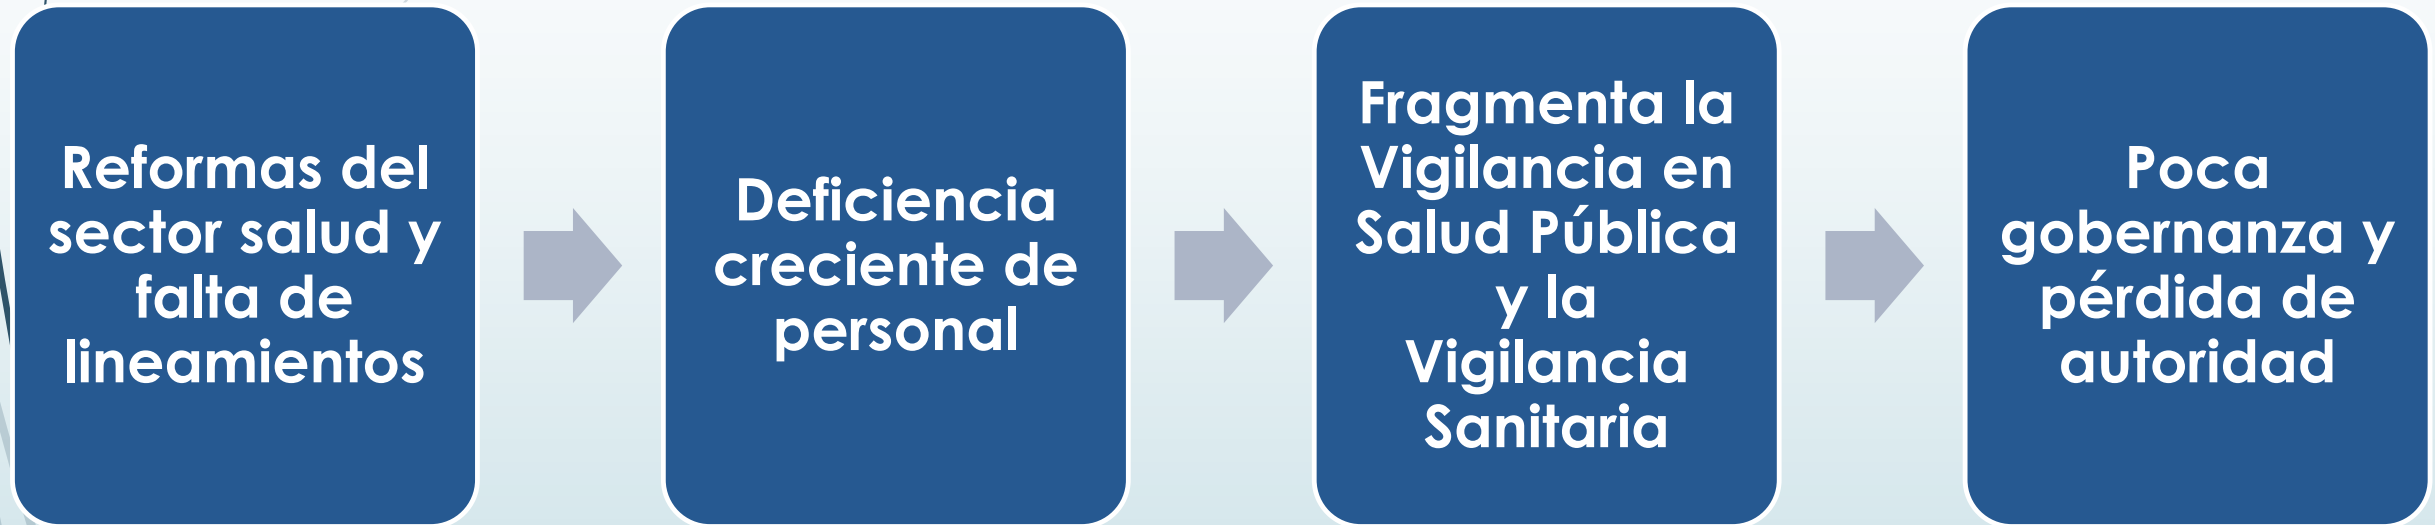 Reformas del
sector salud y
falta de
lineamientos
Deficiencia
creciente de
personal
Fragmenta la
Vigilancia en
Salud Pública
y la
Vigilancia
Sanitaria
Poca
gobernanza y
pérdida de
autoridad